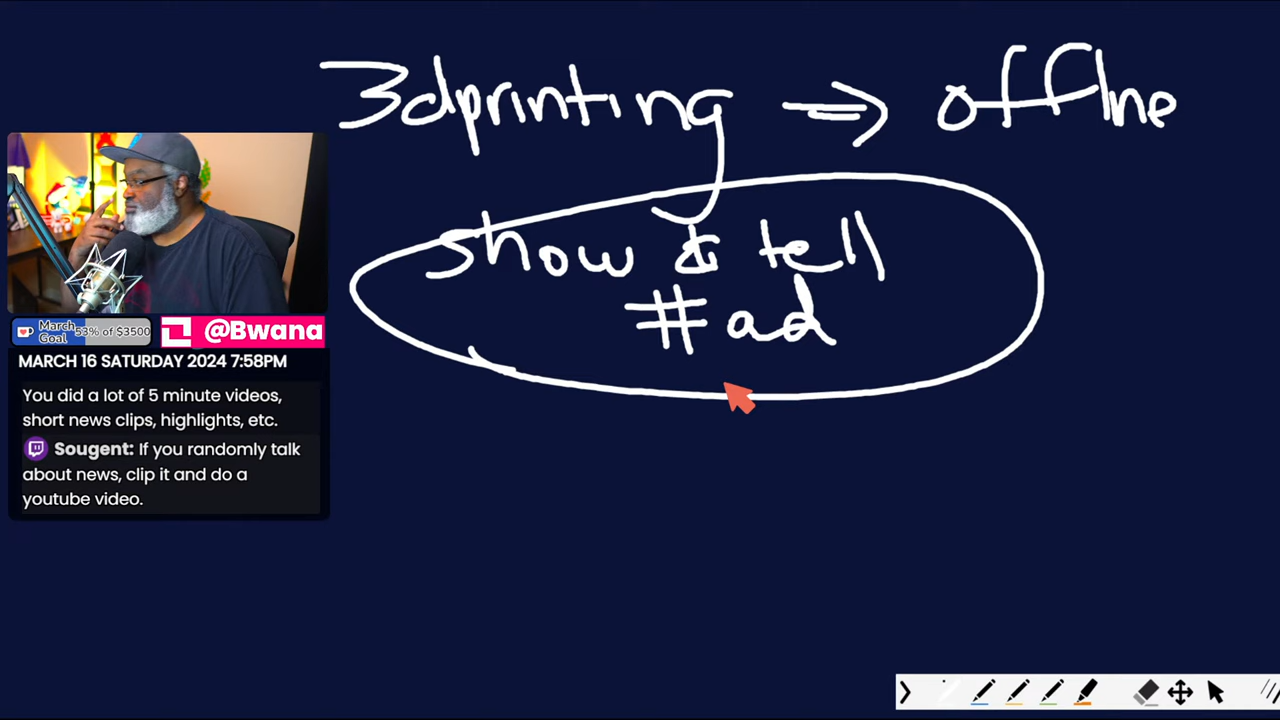 3dprinting => offlne
show & tell
#ad
March
Goal 53% of $3500
@Bwana
MARCH 16 SATURDAY 2024 7:58PM
You did a lot of 5 minute videos,
short news clips, highlights, etc.
Sougent: If you randomly talk
about news, clip it and do a
youtube video.